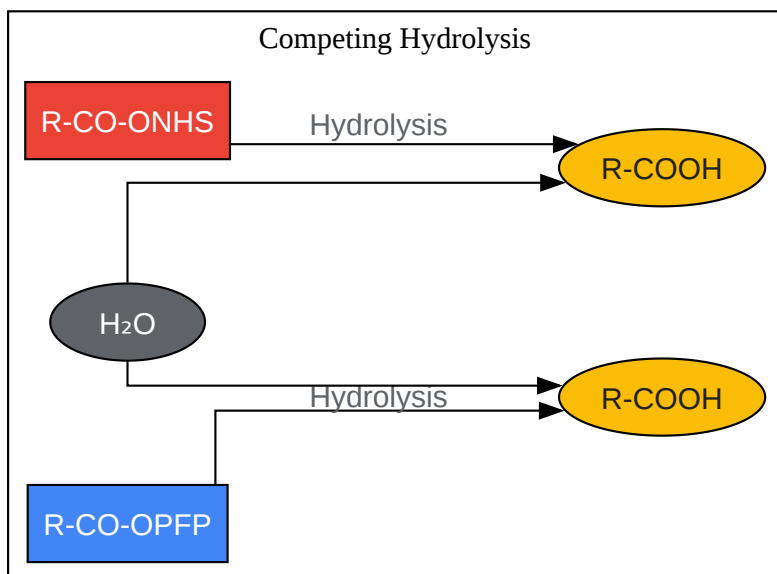 Competing Hydrolysis
R-CO-ONHS
Hydrolysis
R-COOH
H₂O
Hydrolysis
R-COOH
R-CO-OPFP